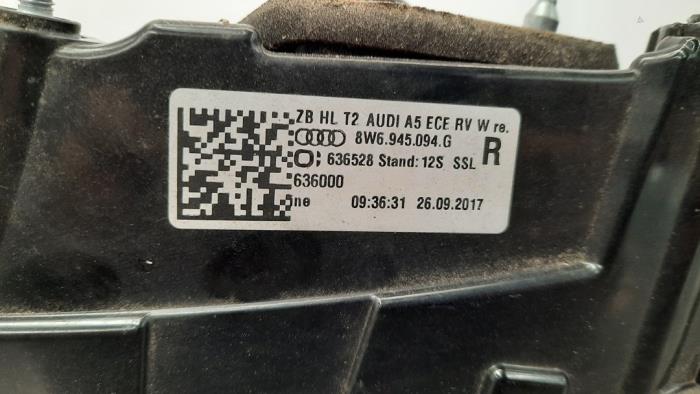 ZB HL T2 AUDI A5 ECE RV W re.
8W6.945.094.G R
636528 Stand: 12S SSL
636000
ne 09:36:31 26.09.2017